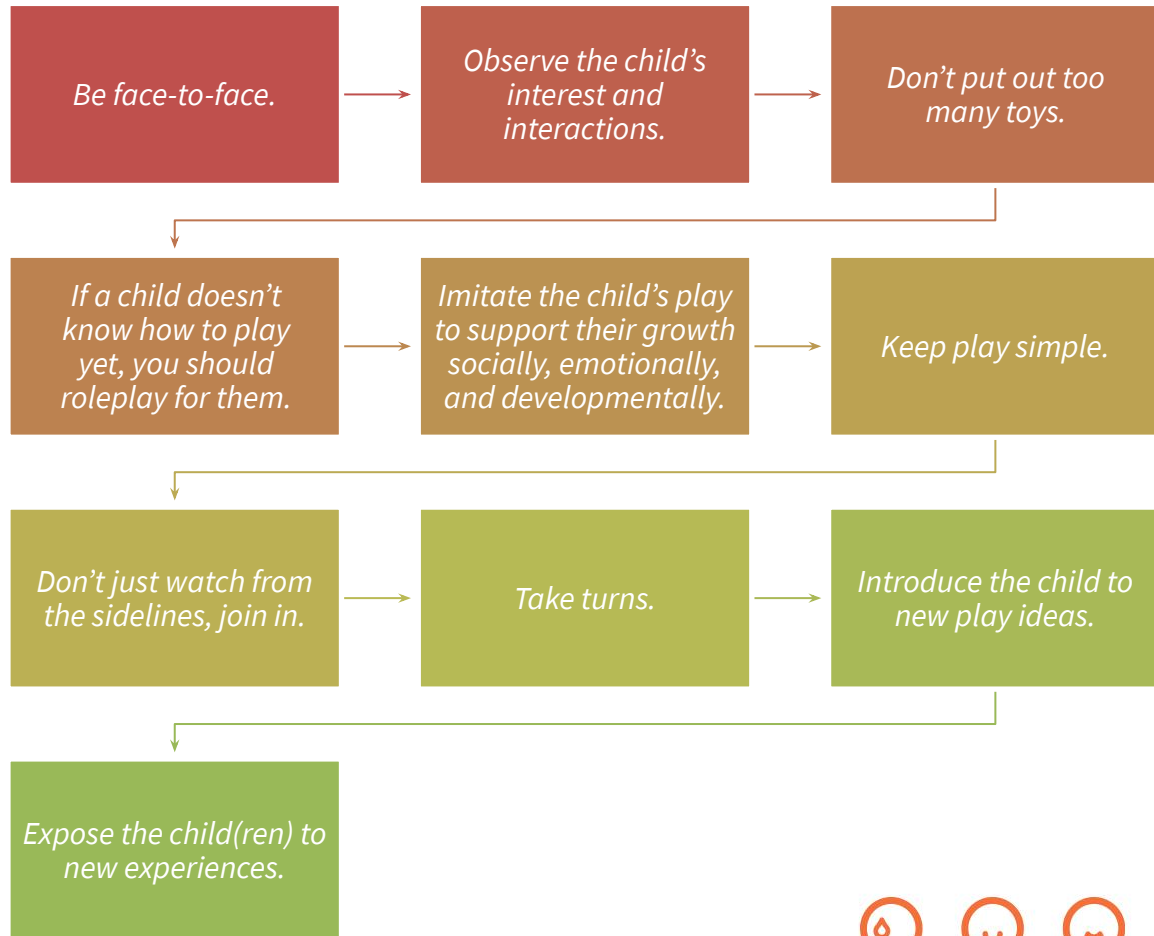 Be face-to-face.
Observe the child’s
interest and
interactions.
Don’t put out too
many toys.
If a child doesn’t
know how to play
yet, you should
roleplay for them.
Imitate the child’s play
to support their growth
socially, emotionally,
and developmentally.
Keep play simple.
Don’t just watch from
the sidelines, join in.
Take turns.
Introduce the child to
new play ideas.
Expose the child(ren) to
new experiences.